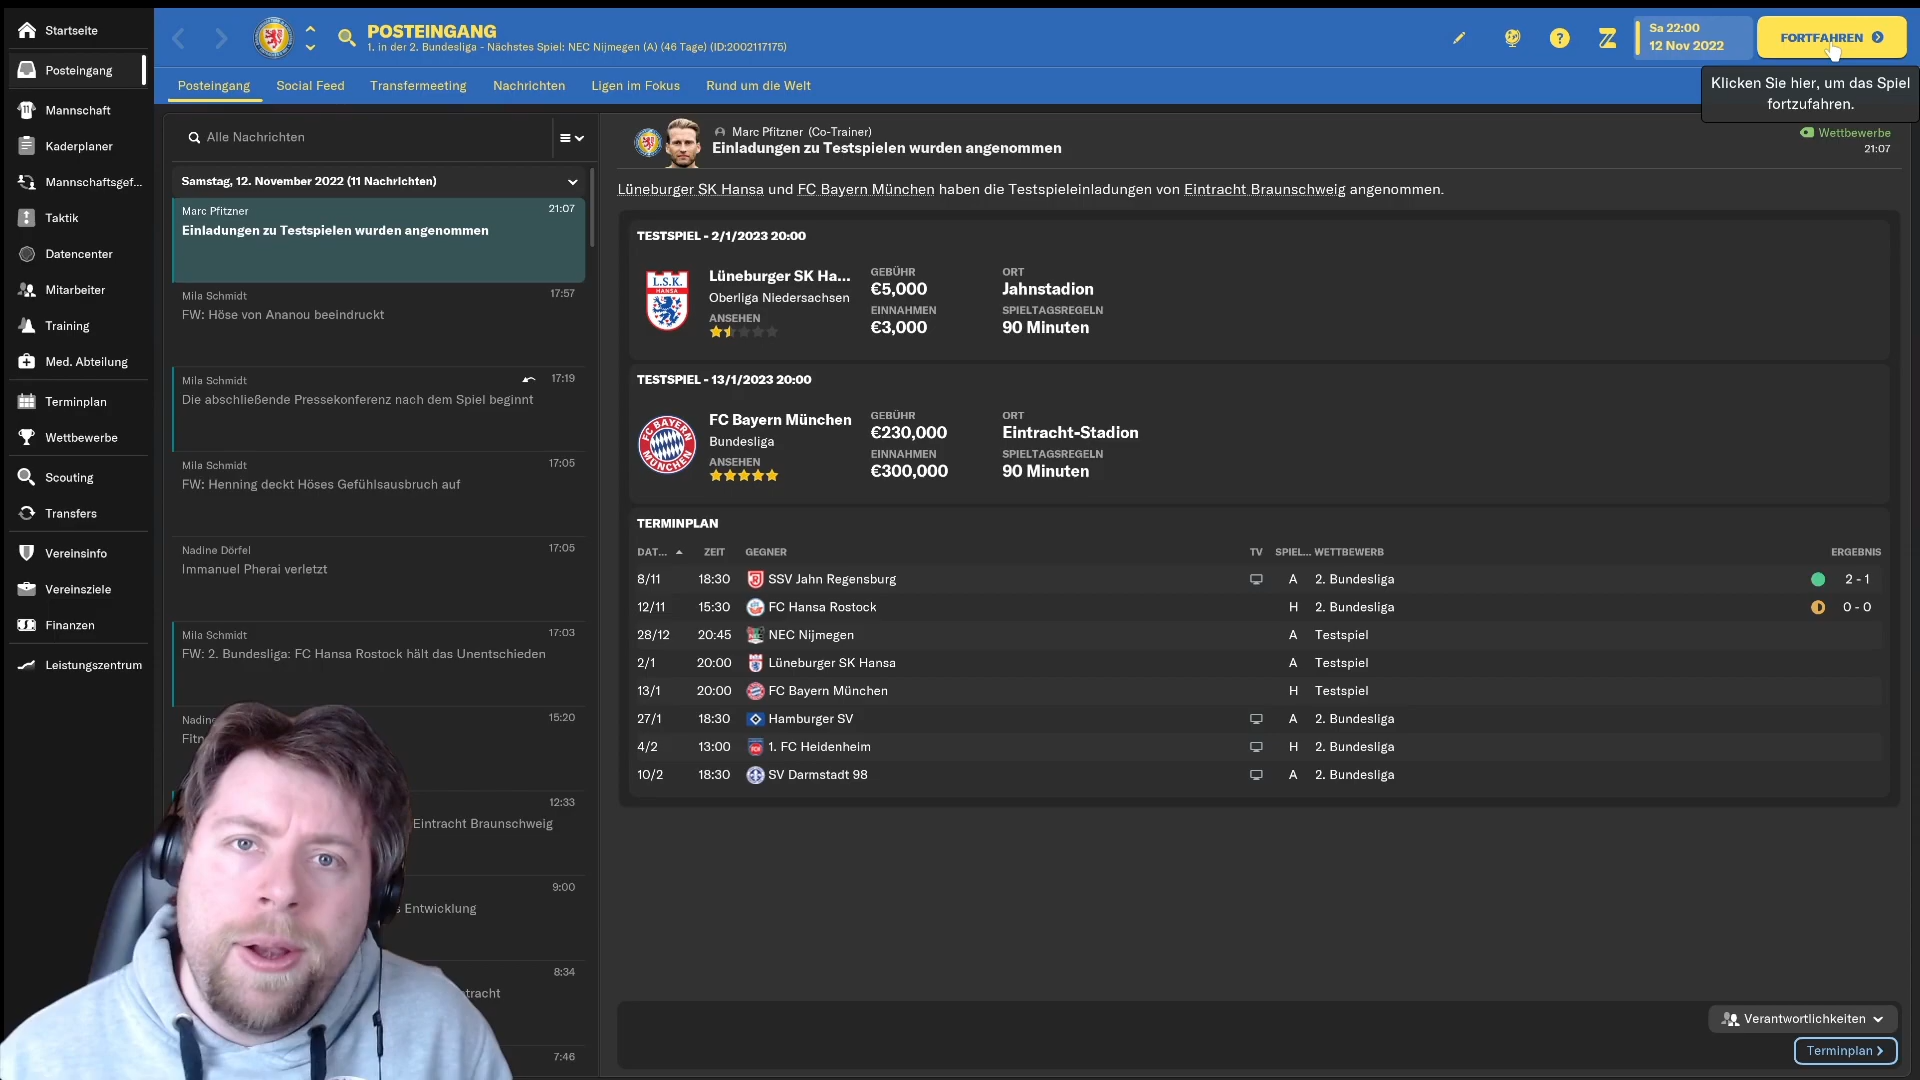 Startseite
Posteingang
Mannschaft
Kaderplaner
Mannschaftsgef...
Taktik
Datencenter
Mitarbeiter
Training
Med. Abteilung
Terminplan
Wettbewerbe
Scouting
Transfers
Vereinsinfo
Vereinsziele
Finanzen
Leistungszentrum
POSTEINGANG
1. in der 2. Bundesliga - Nächstes Spiel: NEC Nijmegen (A) (46 Tage) (ID:2002117175)
Sa 22:00
12 Nov 2022
FORTFAHREN
Klicken Sie hier, um das Spiel
fortzufahren.
Posteingang
Social Feed
Transfermeeting
Nachrichten
Ligen im Fokus
Rund um die Welt
Alle Nachrichten
Samstag, 12. November 2022 (11 Nachrichten)
Marc Pfitzner 21:07
Einladungen zu Testspielen wurden angenommen
Mila Schmidt 17:57
FW: Höse von Ananou beeindruckt
Mila Schmidt 17:19
Die abschließende Pressekonferenz nach dem Spiel beginnt
Mila Schmidt 17:05
FW: Henning deckt Höses Gefühlsausbruch auf
Nadine Dörfel 17:05
Immanuel Pherai verletzt
Mila Schmidt 17:03
FW: 2. Bundesliga: FC Hansa Rostock hält das Unentschieden
15:20
12:33
Eintracht Braunschweig
9:00
Entwicklung
8:34
7:46
Marc Pfitzner (Co-Trainer)
Einladungen zu Testspielen wurden angenommen
Wettbewerbe
21:07
Lüneburger SK Hansa und FC Bayern München haben die Testspieleinladungen von Eintracht Braunschweig angenommen.
TESTSPIEL - 2/1/2023 20:00
L.S.K.
HANSA
Lüneburger SK Ha...
Oberliga Niedersachsen
ANSEHEN
GEBÜHR
€5,000
EINNAHMEN
€3,000
ORT
Jahnstadion
SPIELTAGSREGELN
90 Minuten
TESTSPIEL - 13/1/2023 20:00
FC BAYERN
MÜNCHEN
FC Bayern München
Bundesliga
ANSEHEN
GEBÜHR
€230,000
EINNAHMEN
€300,000
ORT
Eintracht-Stadion
SPIELTAGSREGELN
90 Minuten
TERMINPLAN
DAT... ZEIT GEGNER TV SPIEL... WETTBEWERB ERGEBNIS
8/11 18:30 SSV Jahn Regensburg A 2. Bundesliga 2 - 1
12/11 15:30 FC Hansa Rostock H 2. Bundesliga 0 - 0
28/12 20:45 NEC Nijmegen A Testspiel
2/1 20:00 Lüneburger SK Hansa A Testspiel
13/1 20:00 FC Bayern München H Testspiel
27/1 18:30 Hamburger SV A 2. Bundesliga
4/2 13:00 1. FC Heidenheim H 2. Bundesliga
10/2 18:30 SV Darmstadt 98 A 2. Bundesliga
Verantwortlichkeiten
Terminplan